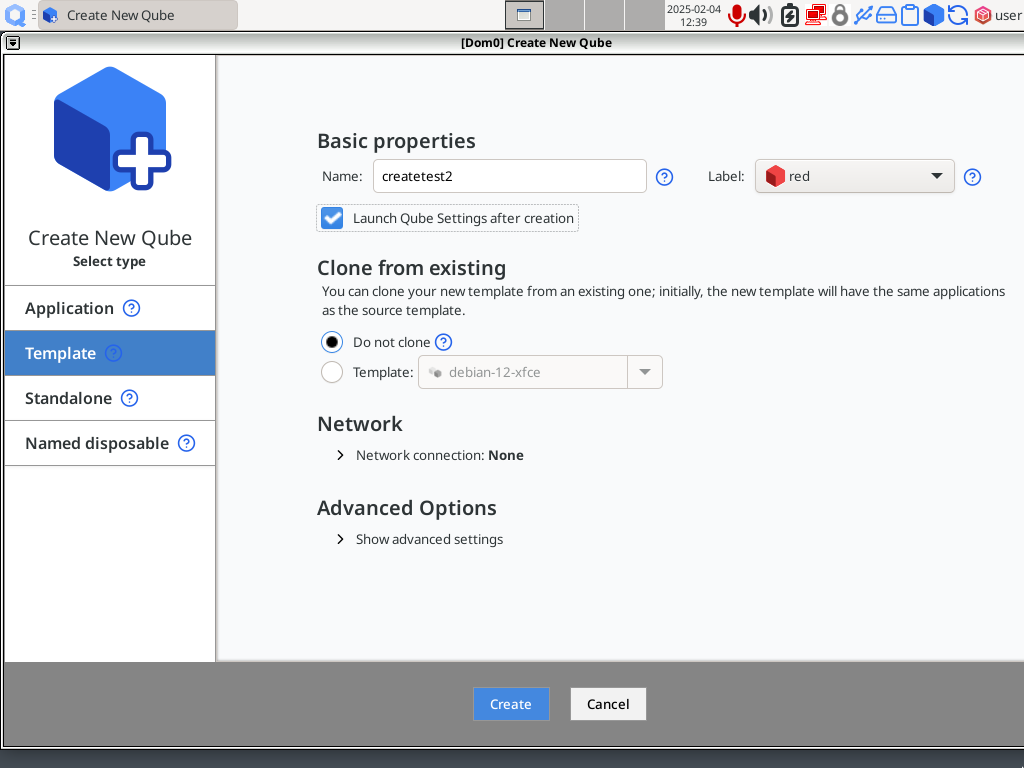 Create New Qube
2025-02-04
12:39
user
[Dom0] Create New Qube
Create New Qube
Select type
Application
Template
Standalone
Named disposable
Basic properties
Name: createtest2
Label: red
Launch Qube Settings after creation
Clone from existing
You can clone your new template from an existing one; initially, the new template will have the same applications
as the source template.
Do not clone
Template: debian-12-xfce
Network
Network connection: None
Advanced Options
Show advanced settings
Create
Cancel